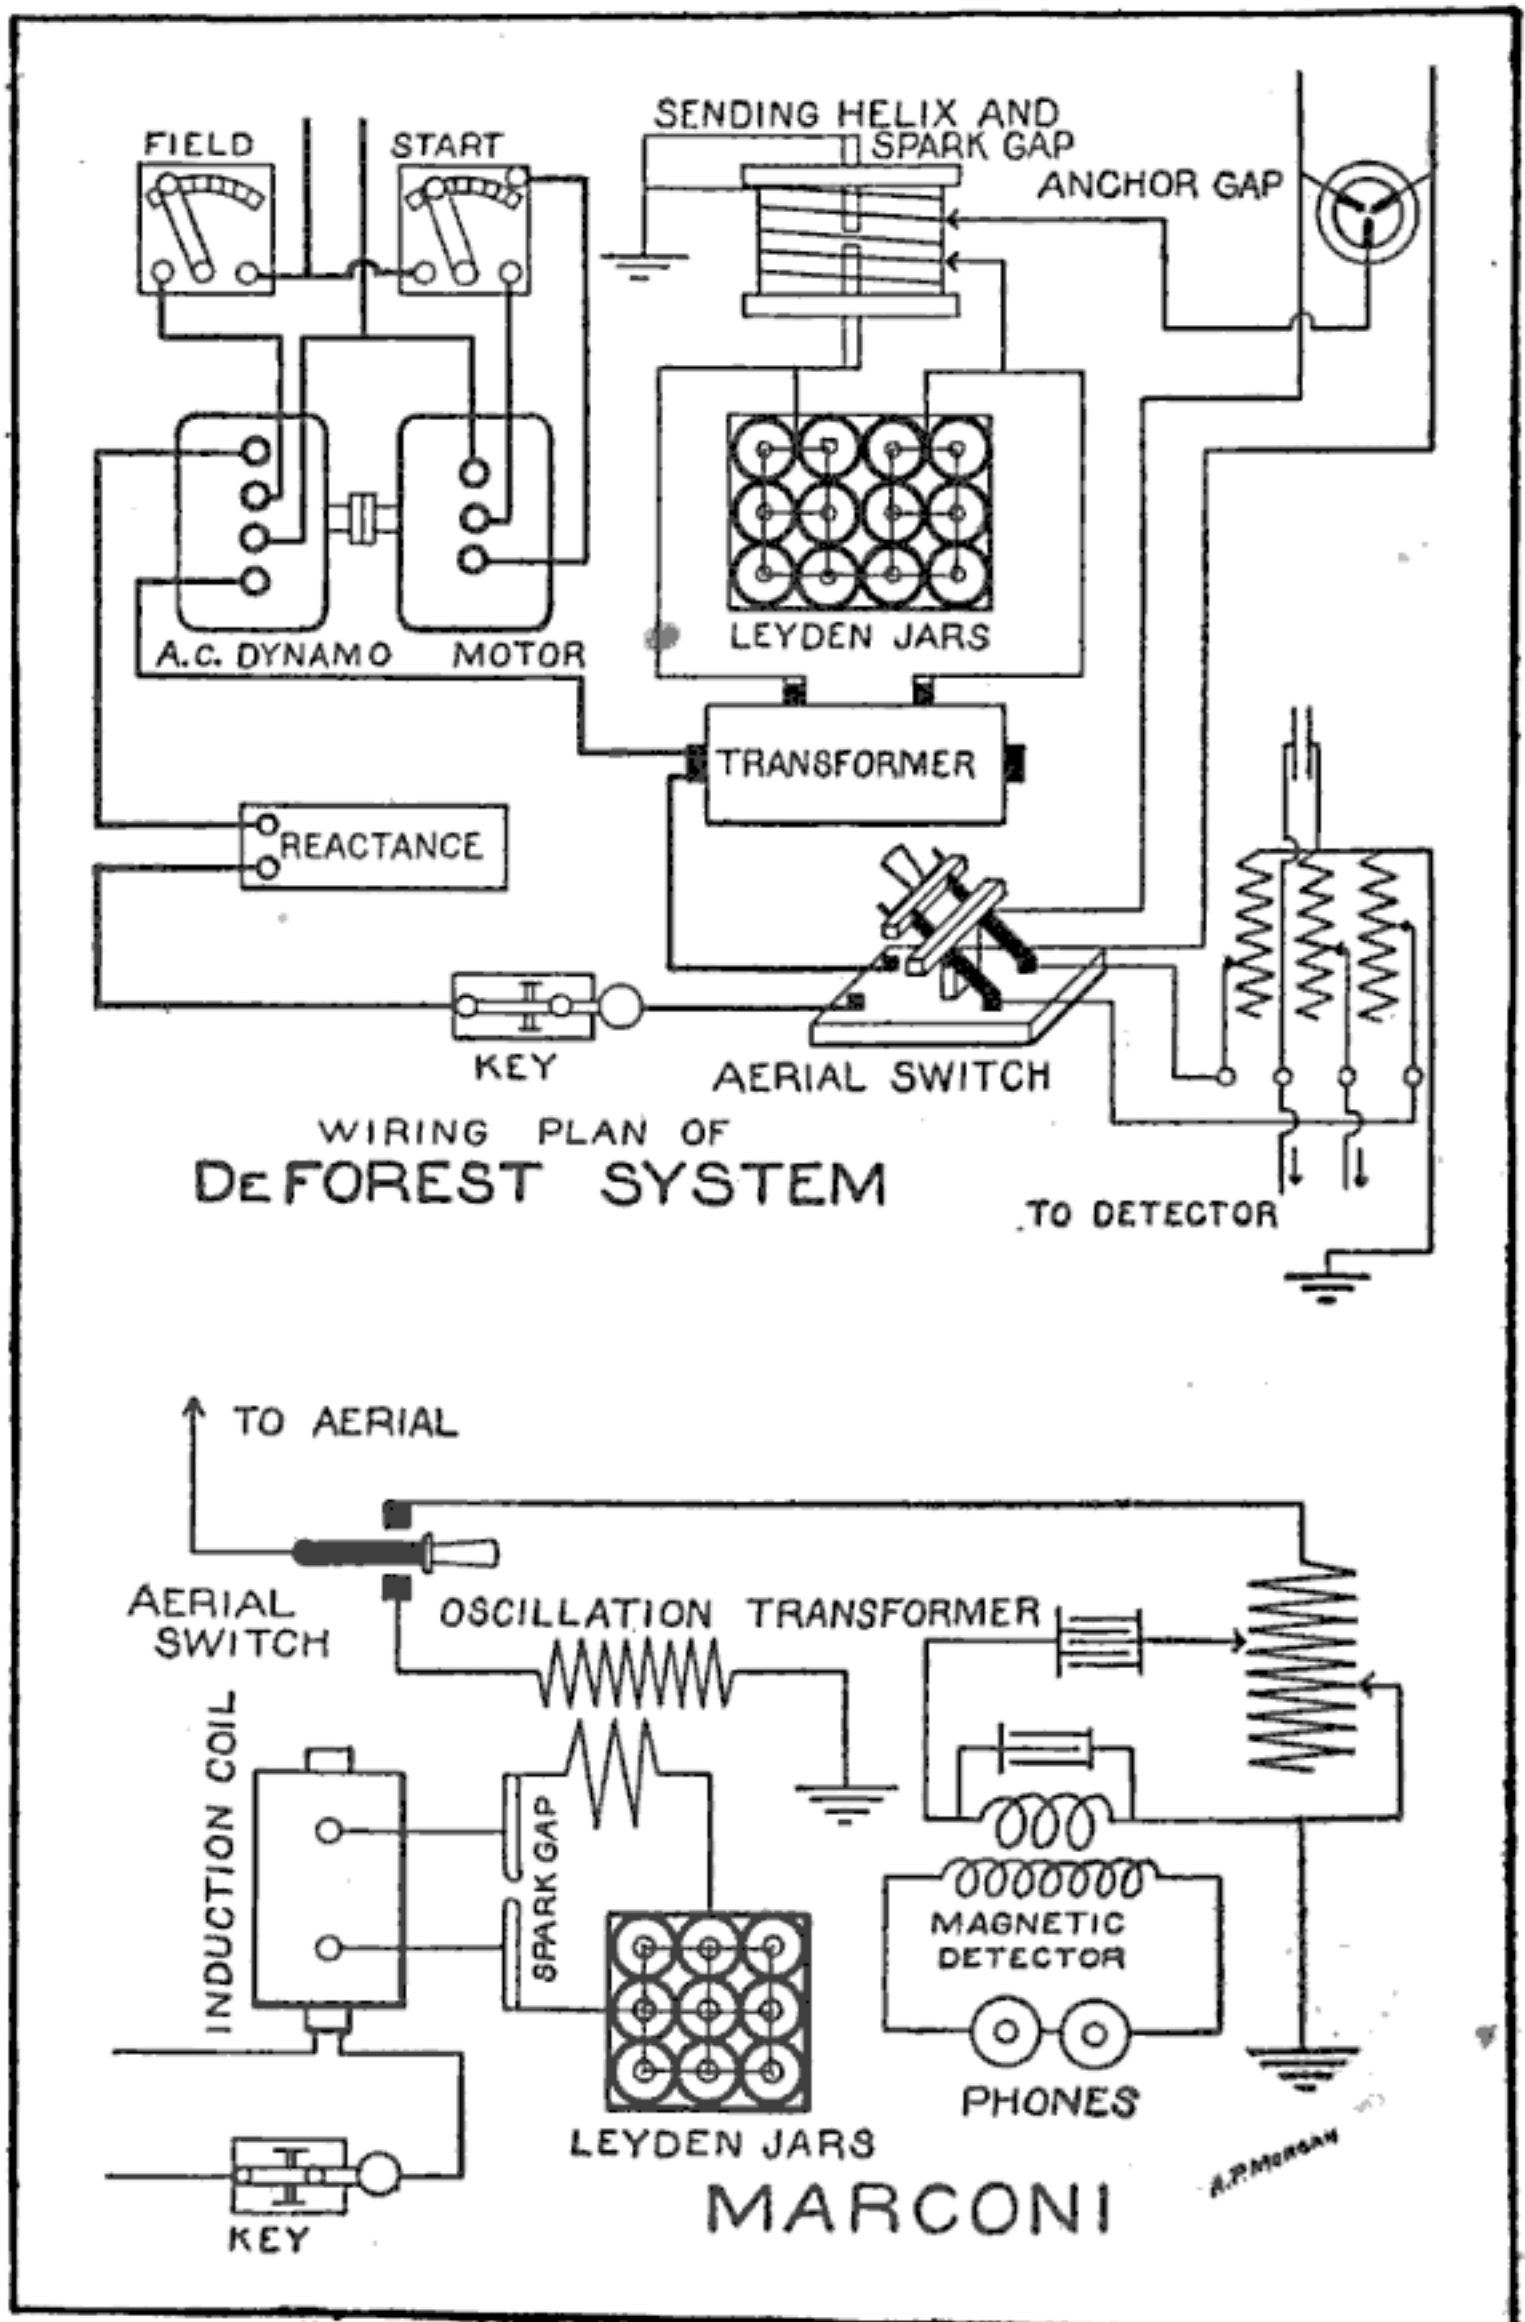 FIELD
START
SENDING HELIX AND
SPARK GAP
ANCHOR GAP
LEYDEN JARS
A.C. DYNAMO
MOTOR
TRANSFORMER
REACTANCE
KEY
AERIAL SWITCH
WIRING PLAN OF
DeFOREST SYSTEM
TO DETECTOR
TO AERIAL
AERIAL
SWITCH
OSCILLATION TRANSFORMER
INDUCTION COIL
SPARK GAP
MAGNETIC
DETECTOR
PHONES
LEYDEN JARS
KEY
MARCONI
A.P. MORGAN